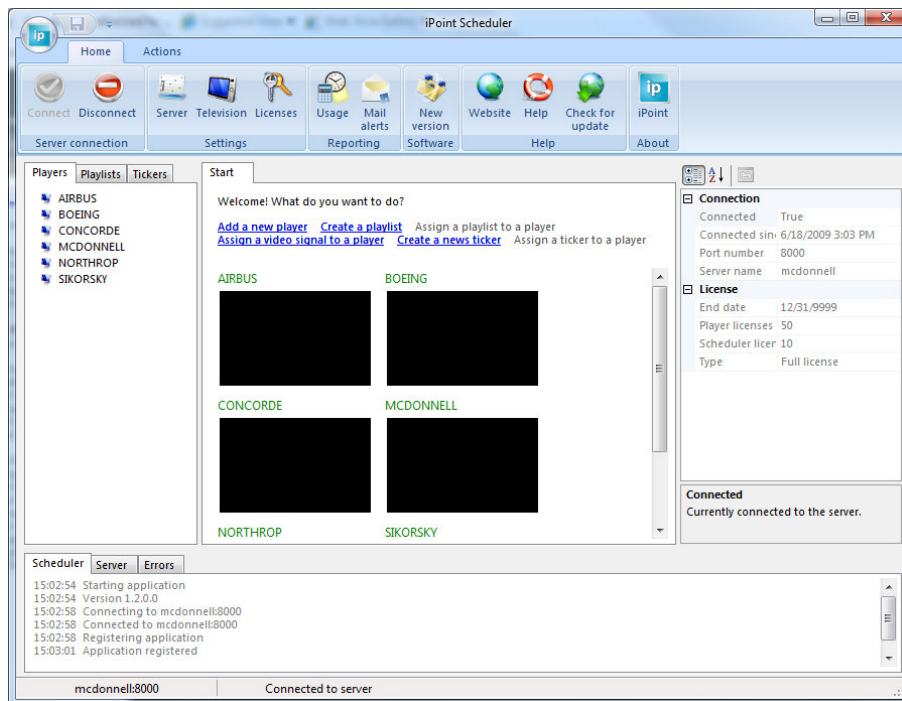 ip
iPoint Scheduler
Home Actions
Connect Disconnect Server Television Licenses Usage Mail alerts New version Website Help Check for update ip iPoint
Server connection Settings Reporting Software Help About
Players Playlists Tickers
AIRBUS
BOEING
CONCORDE
MCDONNELL
NORTHROP
SIKORSKY
Start
Welcome! What do you want to do?
Add a new player Create a playlist Assign a playlist to a player
Assign a video signal to a player Create a news ticker Assign a ticker to a player
AIRBUS BOEING
CONCORDE MCDONNELL
NORTHROP SIKORSKY
Connection
Connected True
Connected sin 6/18/2009 3:03 PM
Port number 8000
Server name mcdonnell
License
End date 12/31/9999
Player licenses 50
Scheduler licer 10
Type Full license
Connected
Currently connected to the server.
Scheduler Server Errors
15:02:54 Starting application
15:02:54 Version 1.2.0.0
15:02:58 Connecting to mcdonnell:8000
15:02:58 Connected to mcdonnell:8000
15:02:58 Registering application
15:03:01 Application registered
mcdonnell:8000 Connected to server